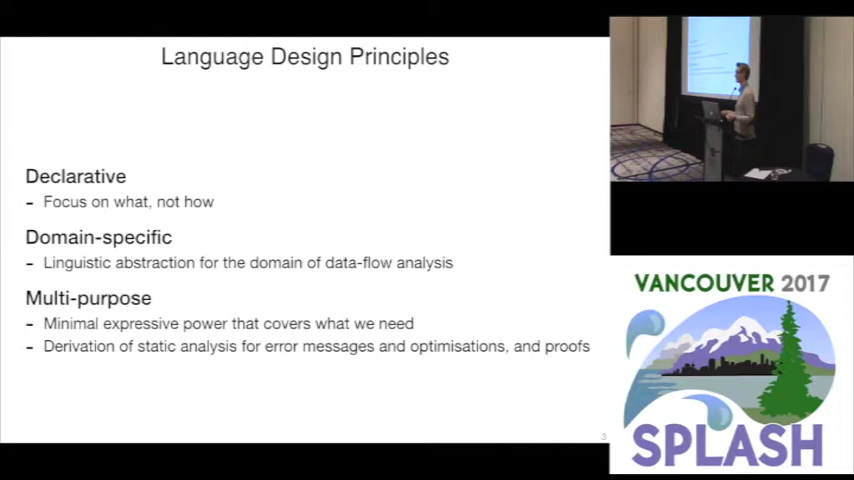 Language Design Principles
Declarative
- Focus on what, not how
Domain-specific
- Linguistic abstraction for the domain of data-flow analysis
Multi-purpose
- Minimal expressive power that covers what we need
- Derivation of static analysis for error messages and optimisations, and proofs
3
VANCOUVER 2017
SPLASH